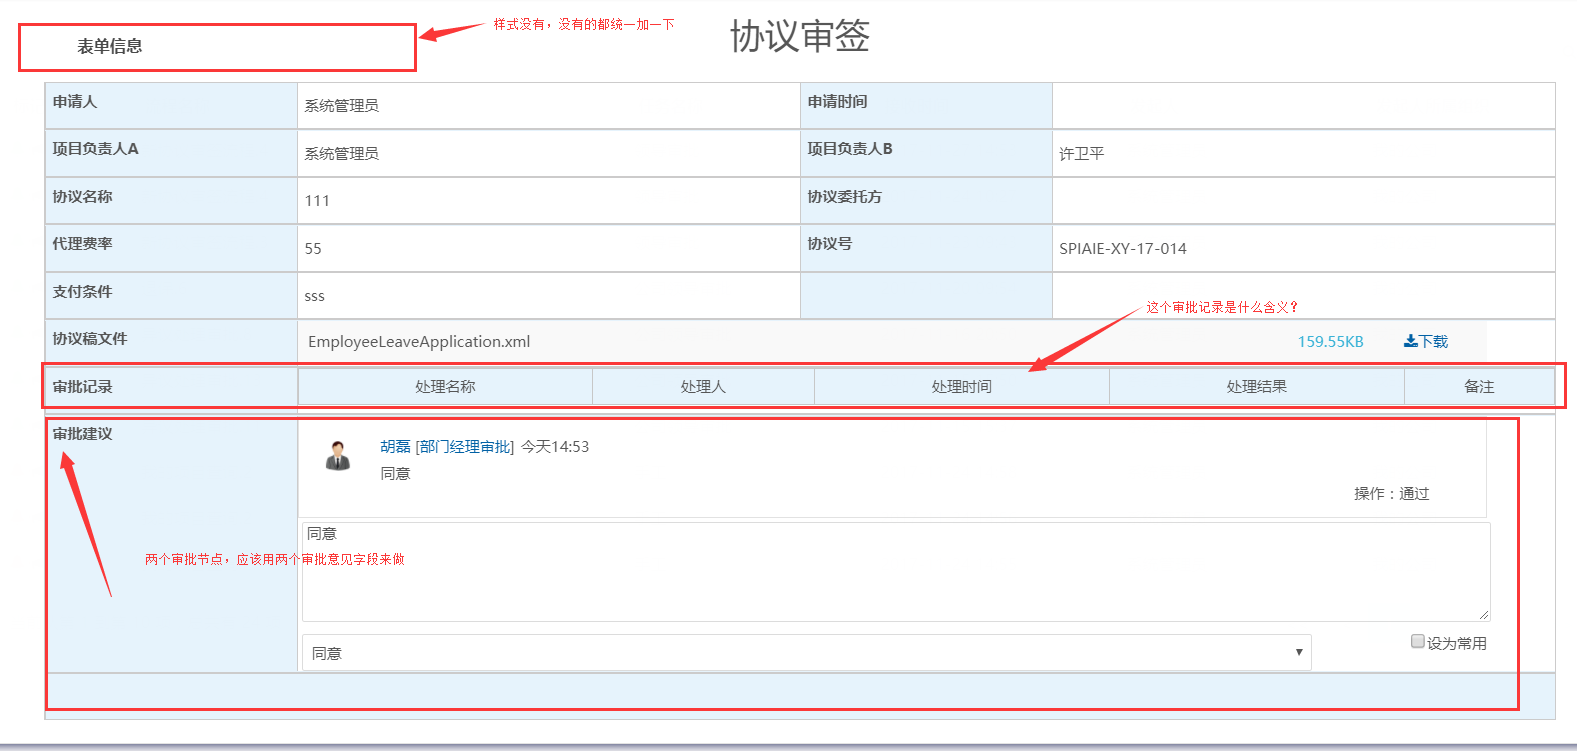 样式没有，没有的都统一加一下
协议审签
表单信息
申请人 系统管理员 申请时间
项目负责人A 系统管理员 项目负责人B 许卫平
协议名称 111 协议委托方
代理费率 55 协议号 SPIAIE-XY-17-014
支付条件 sss
这个审批记录是什么含义？
协议稿文件 EmployeeLeaveApplication.xml 159.55KB 下载
审批记录 处理名称 处理人 处理时间 处理结果 备注
审批建议
胡磊 [部门经理审批] 今天14:53
同意
操作：通过
同意
两个审批节点，应该用两个审批意见字段来做
同意 设为常用